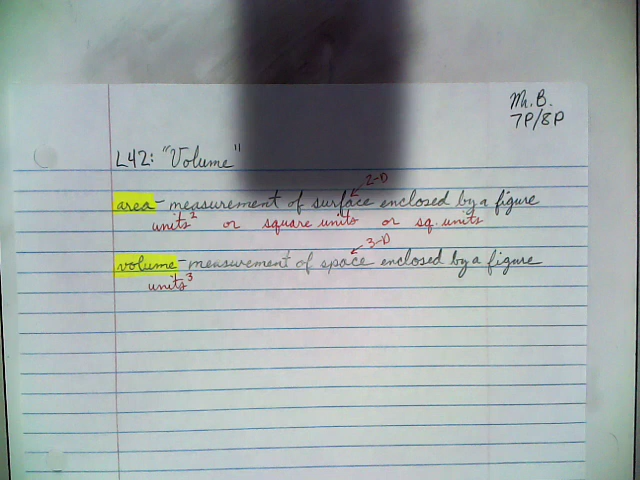 M.B.
7P/8P
L42: "Volume"
2-D
area - measurement of surface enclosed by a figure
units² or square units or sq. units
3-D
volume - measurement of space enclosed by a figure
units³